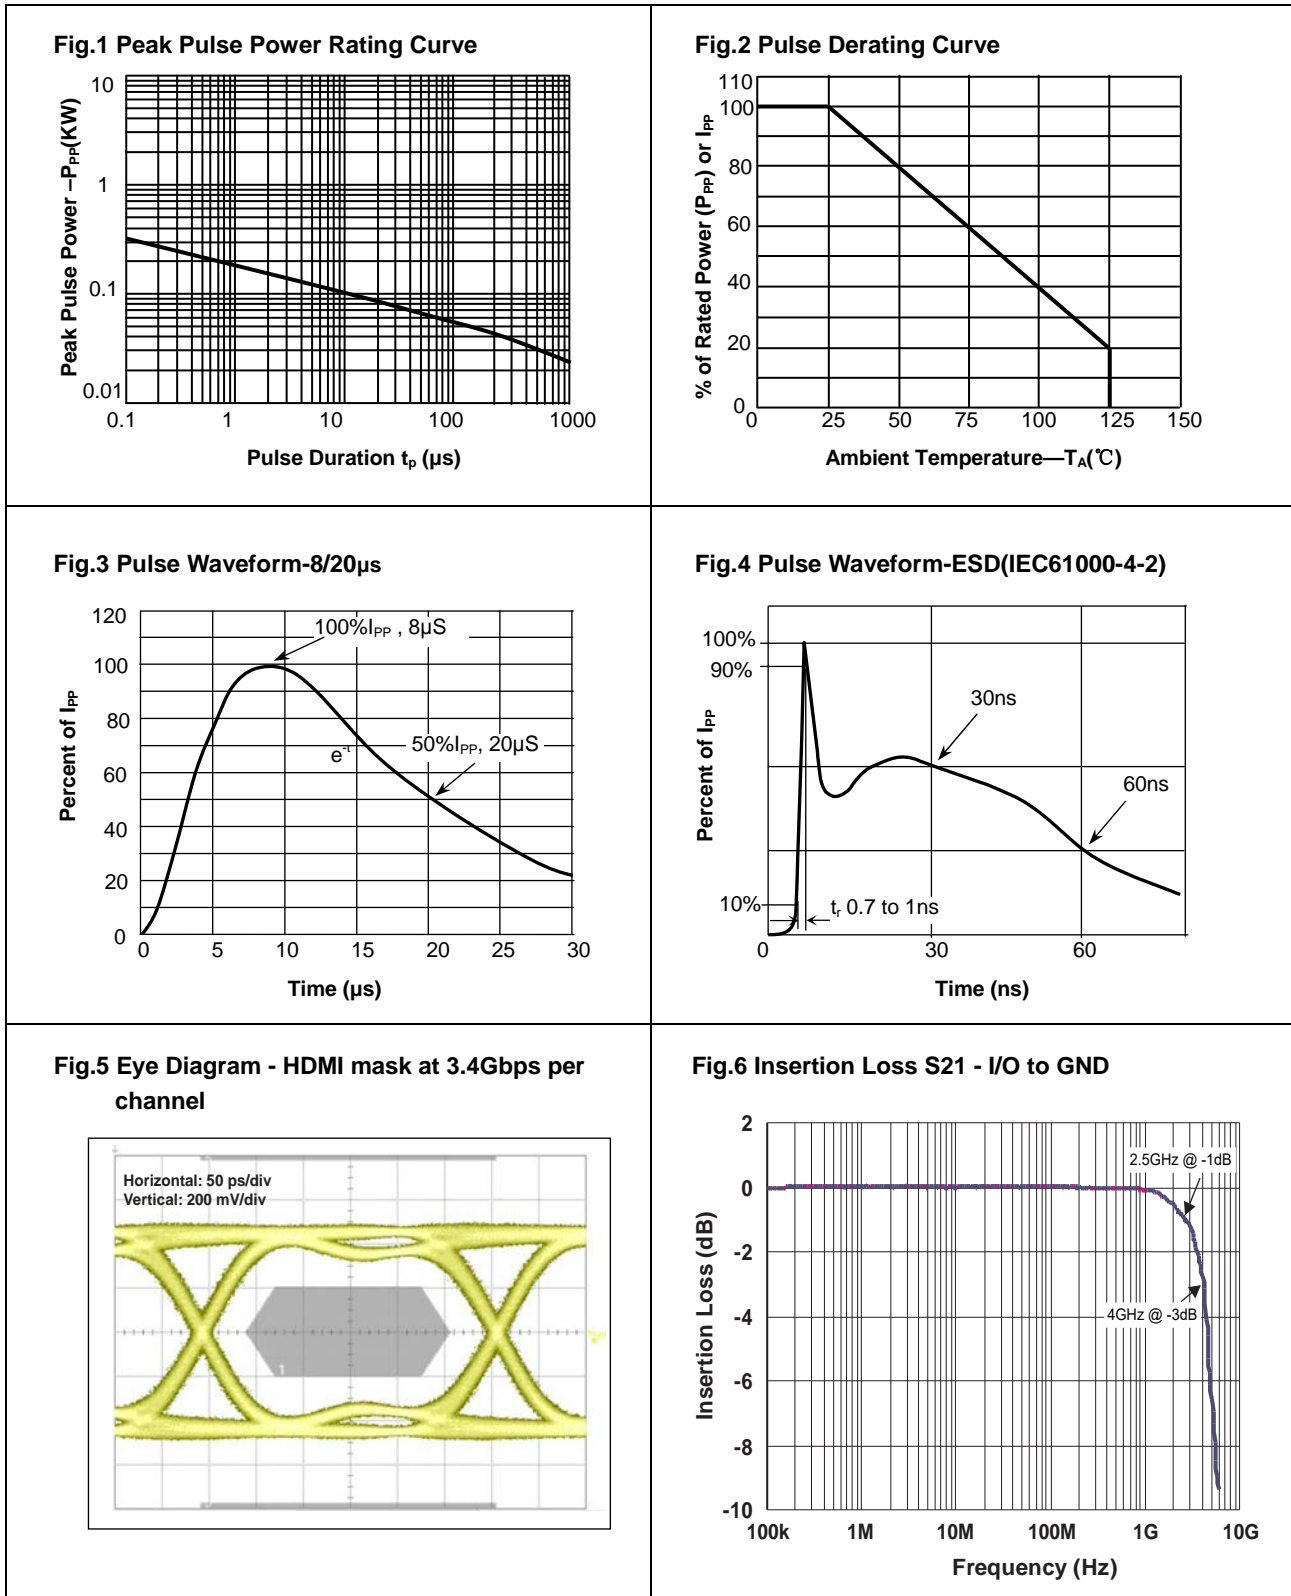 Fig.1 Peak Pulse Power Rating Curve
Peak Pulse Power –PPP(KW)
10
1
0.1
0.01
0.1 1 10 100 1000
Pulse Duration tp (µs)
Fig.2 Pulse Derating Curve
% of Rated Power (PPP) or IPP
110
100
80
60
40
20
0
0 25 50 75 100 125 150
Ambient Temperature—TA(℃)
Fig.3 Pulse Waveform-8/20µs
Percent of IPP
120
100
80
60
40
20
0
100%IPP , 8µS
e-t
50%IPP, 20µS
0 5 10 15 20 25 30
Time (µs)
Fig.4 Pulse Waveform-ESD(IEC61000-4-2)
Percent of IPP
100%
90%
10%
30ns
60ns
tr 0.7 to 1ns
0 30 60
Time (ns)
Fig.5 Eye Diagram - HDMI mask at 3.4Gbps per
channel
Horizontal: 50 ps/div
Vertical: 200 mV/div
1
Fig.6 Insertion Loss S21 - I/O to GND
Insertion Loss (dB)
2
0
-2
-4
-6
-8
-10
2.5GHz @ -1dB
4GHz @ -3dB
100k 1M 10M 100M 1G 10G
Frequency (Hz)